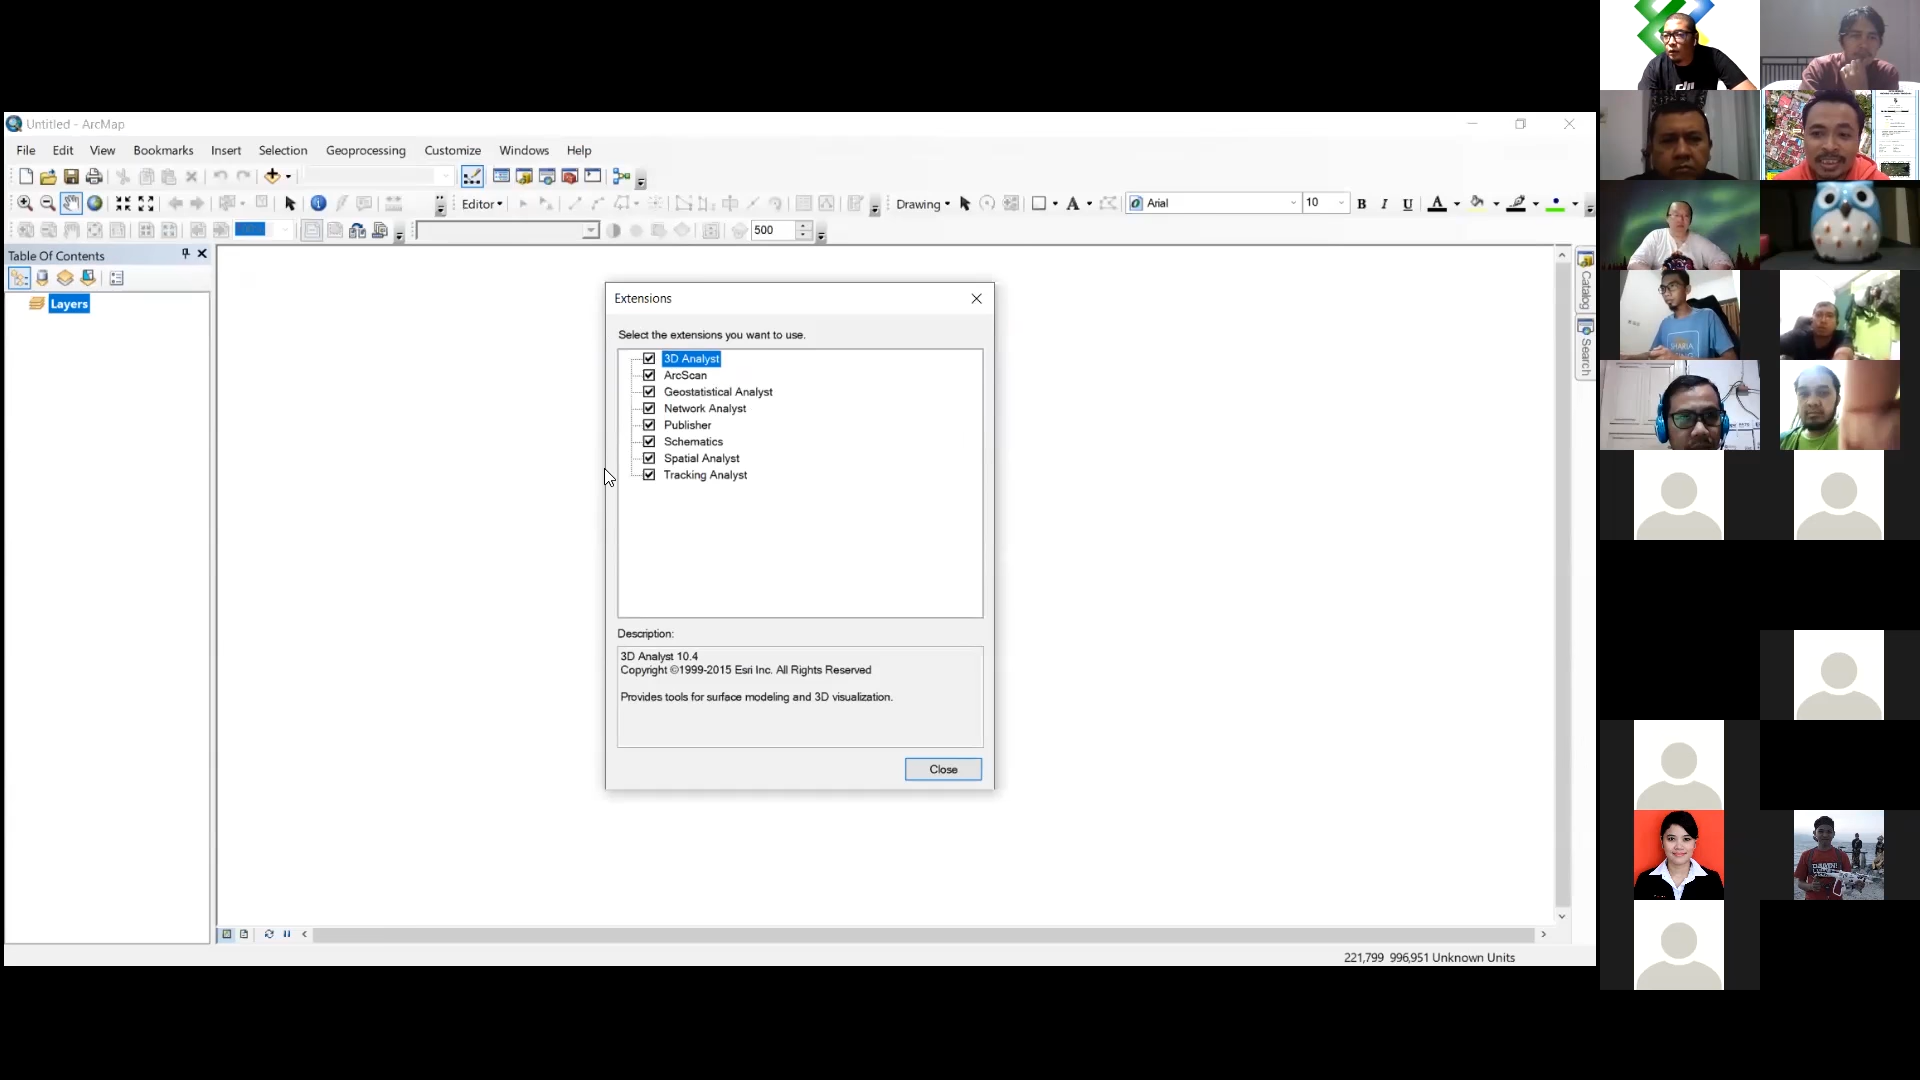 Untitled - ArcMap
File Edit View Bookmarks Insert Selection Geoprocessing Customize Windows Help
Editor Drawing Arial 10 B I U A
500
Table Of Contents
Layers
Catalog
Search
Extensions
Select the extensions you want to use.
3D Analyst
ArcScan
Geostatistical Analyst
Network Analyst
Publisher
Schematics
Spatial Analyst
Tracking Analyst
Description:
3D Analyst 10.4
Copyright ©1999-2015 Esri Inc. All Rights Reserved
Provides tools for surface modeling and 3D visualization.
Close
221,799 996,951 Unknown Units